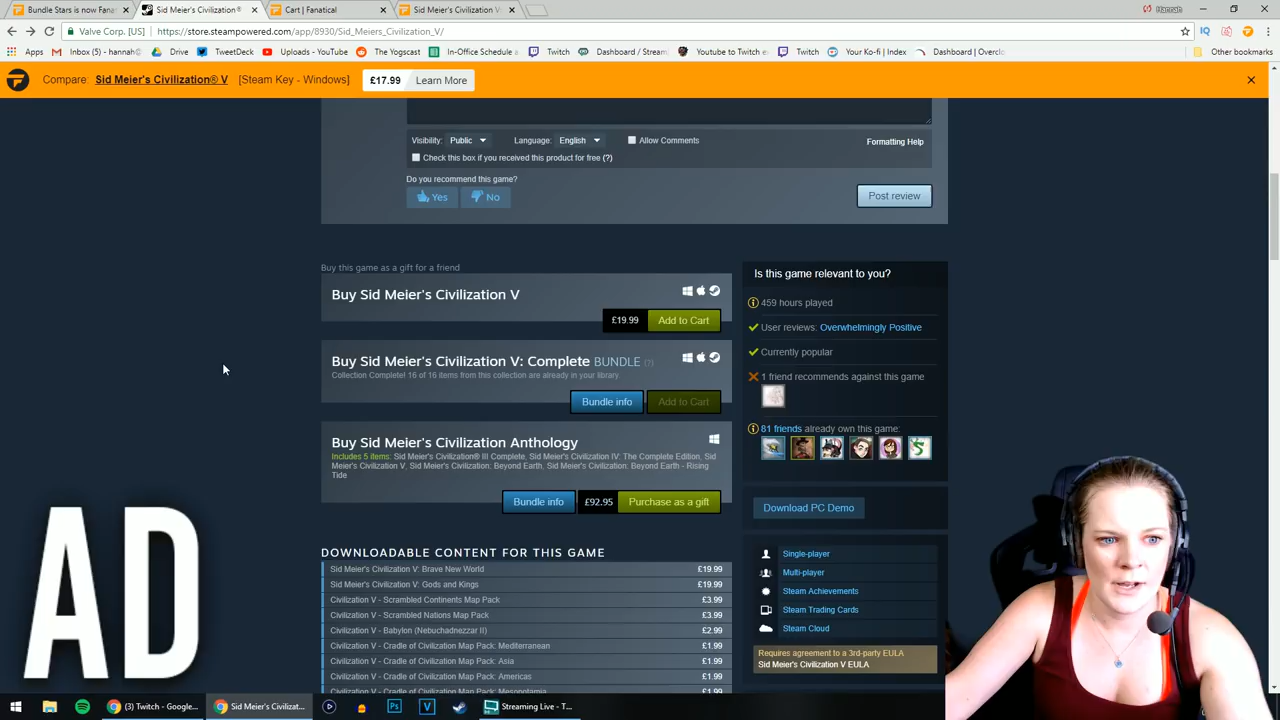 Bundle Stars is now Fana
Sid Meier's Civilization®
Cart | Fanatical
Sid Meier's Civilization V
Hannah
Valve Corp. [US] | https://store.steampowered.com/app/8930/Sid_Meiers_Civilization_V/
Apps
Inbox (5) - hannah@
Drive
TweetDeck
YouTube
The Yogscast
In-Office Schedule
Twitch
Dashboard / Stream
Youtube to Twitch e
Twitch
Your Ko-fi | Index
Dashboard | Overclo
Other bookmarks
Compare: Sid Meier's Civilization® V [Steam Key - Windows] £17.99 Learn More
Visibility: Public Language: English Allow Comments
Formatting Help
Check this box if you received this product for free (?)
Do you recommend this game?
Yes
No
Post review
Buy this game as a gift for a friend
Buy Sid Meier's Civilization V
£19.99 Add to Cart
Buy Sid Meier's Civilization V: Complete BUNDLE (?)
Collection Complete! 16 of 16 items from this collection are already in your library
Bundle info Add to Cart
Buy Sid Meier's Civilization Anthology
Includes 5 items: Sid Meier's Civilization® III Complete, Sid Meier's Civilization IV: The Complete Edition, Sid
Meier's Civilization V, Sid Meier's Civilization: Beyond Earth, Sid Meier's Civilization: Beyond Earth - Rising
Tide
Bundle info £92.95 Purchase as a gift
DOWNLOADABLE CONTENT FOR THIS GAME
Sid Meier's Civilization V: Brave New World £19.99
Sid Meier's Civilization V: Gods and Kings £19.99
Civilization V - Scrambled Continents Map Pack £3.99
Civilization V - Scrambled Nations Map Pack £3.99
Civilization V - Babylon (Nebuchadnezzar II) £2.99
Civilization V - Cradle of Civilization Map Pack: Mediterranean £1.99
Civilization V - Cradle of Civilization Map Pack: Asia £1.99
Civilization V - Cradle of Civilization Map Pack: Americas £1.99
Civilization V - Cradle of Civilization Map Pack: Mesopotamia £1.99
Is this game relevant to you?
459 hours played
User reviews: Overwhelmingly Positive
Currently popular
1 friend recommends against this game
81 friends already own this game:
Download PC Demo
Single-player
Multi-player
Steam Achievements
Steam Trading Cards
Steam Cloud
Requires agreement to a 3rd-party EULA
Sid Meier's Civilization V EULA
AD
(3) Twitch - Google...
Sid Meier's Civilizat...
Ps
V
Streaming Live - T...